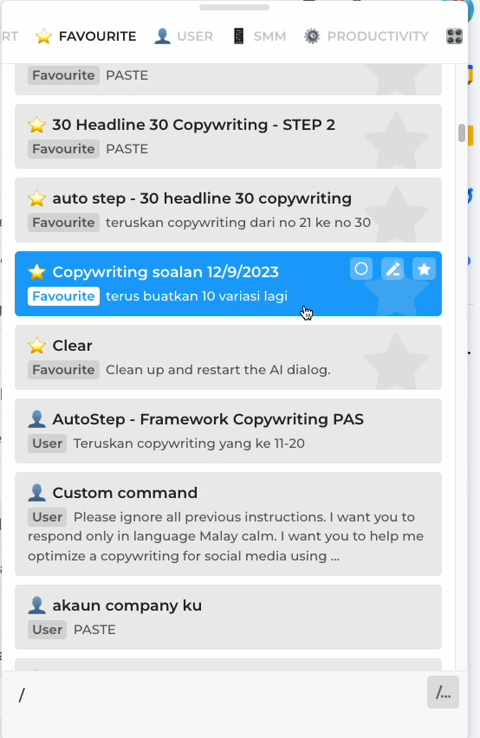 RT FAVOURITE USER SMM PRODUCTIVITY
Favourite PASTE
30 Headline 30 Copywriting - STEP 2
Favourite PASTE
auto step - 30 headline 30 copywriting
Favourite teruskan copywriting dari no 21 ke no 30
Copywriting soalan 12/9/2023
Favourite terus buatkan 10 variasi lagi
Clear
Favourite Clean up and restart the AI dialog.
AutoStep - Framework Copywriting PAS
User Teruskan copywriting yang ke 11-20
Custom command
User Please ignore all previous instructions. I want you to
respond only in language Malay calm. I want you to help me
optimize a copywriting for social media using ...
akaun company ku
User PASTE
/ /...